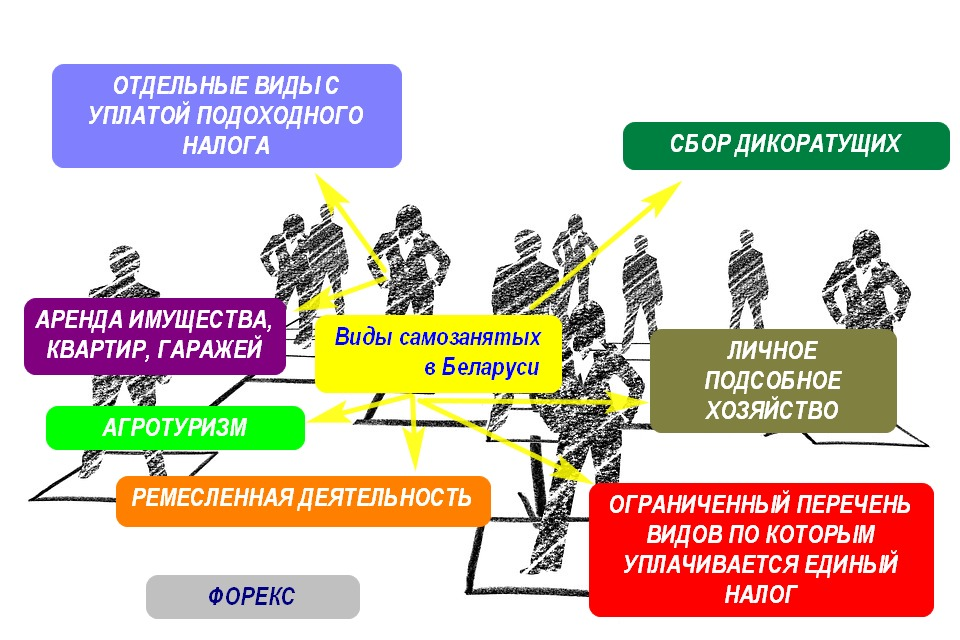 ОТДЕЛЬНЫЕ ВИДЫ С
УПЛАТОЙ ПОДОХОДНОГО
НАЛОГА
СБОР ДИКОРАТУЩИХ
АРЕНДА ИМУЩЕСТВА,
КВАРТИР, ГАРАЖЕЙ
Виды самозанятых
в Беларуси
ЛИЧНОЕ
ПОДСОБНОЕ
ХОЗЯЙСТВО
АГРОТУРИЗМ
РЕМЕСЛЕННАЯ ДЕЯТЕЛЬНОСТЬ
ОГРАНИЧЕННЫЙ ПЕРЕЧЕНЬ
ВИДОВ ПО КОТОРЫМ
УПЛАЧИВАЕТСЯ ЕДИНЫЙ
НАЛОГ
ФОРЕКС